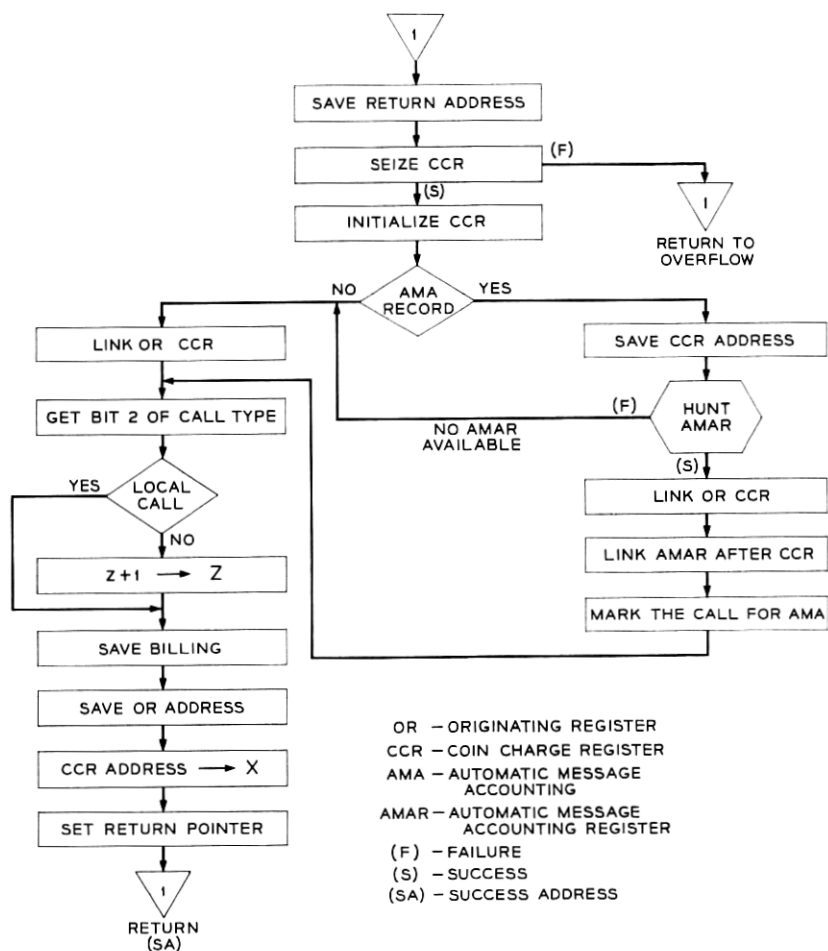 1
SAVE RETURN ADDRESS
SEIZE CCR
(F)
(S)
1
RETURN TO
OVERFLOW
INITIALIZE CCR
NO
AMA
RECORD
YES
LINK OR CCR
SAVE CCR ADDRESS
GET BIT 2 OF CALL TYPE
NO AMAR
AVAILABLE
(F)
HUNT
AMAR
(S)
YES
LOCAL
CALL
LINK OR CCR
NO
Z+1 → Z
LINK AMAR AFTER CCR
MARK THE CALL FOR AMA
SAVE BILLING
SAVE OR ADDRESS
CCR ADDRESS → X
SET RETURN POINTER
1
RETURN
(SA)
OR – ORIGINATING REGISTER
CCR – COIN CHARGE REGISTER
AMA – AUTOMATIC MESSAGE
ACCOUNTING
AMAR – AUTOMATIC MESSAGE
ACCOUNTING REGISTER
(F) – FAILURE
(S) – SUCCESS
(SA) – SUCCESS ADDRESS